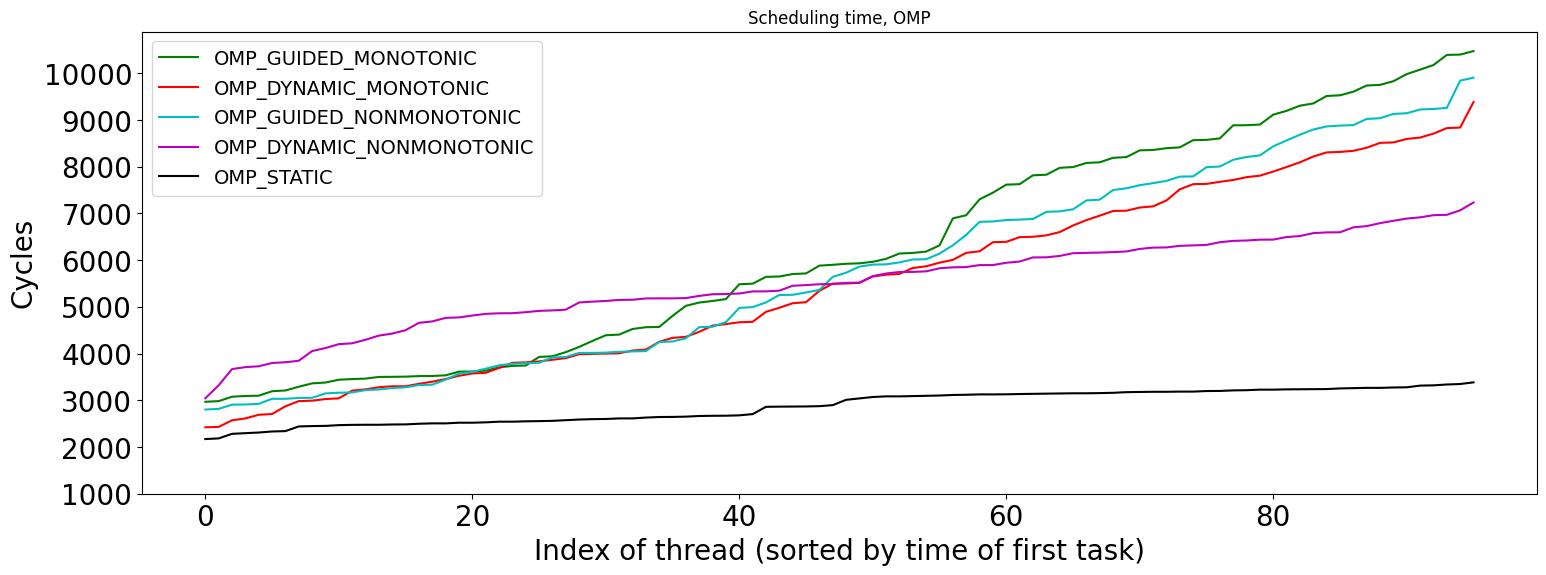 Scheduling time, OMP
OMP_GUIDED_MONOTONIC
OMP_DYNAMIC_MONOTONIC
OMP_GUIDED_NONMONOTONIC
OMP_DYNAMIC_NONMONOTONIC
OMP_STATIC
10000
9000
8000
7000
6000
5000
4000
3000
2000
1000
Cycles
0 20 40 60 80
Index of thread (sorted by time of first task)